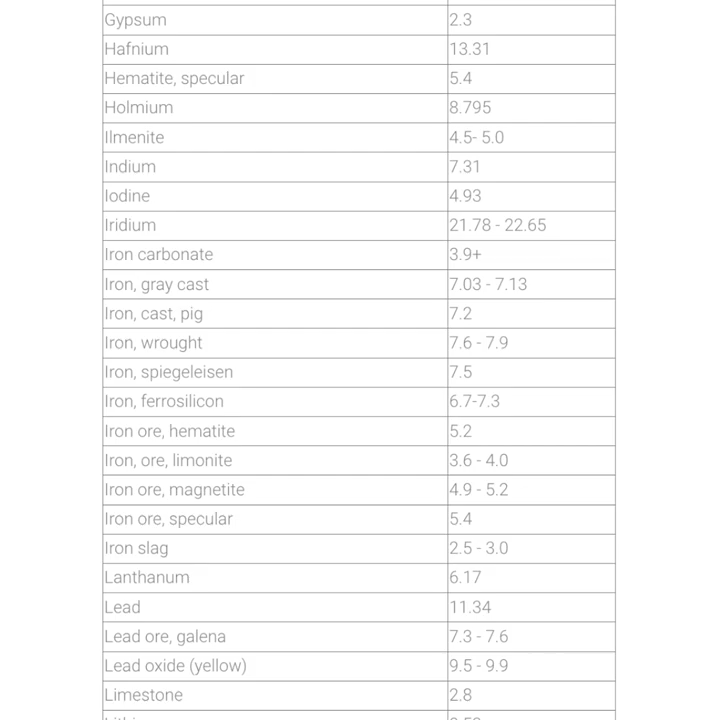 Gypsum 2.3
Hafnium 13.31
Hematite, specular 5.4
Holmium 8.795
Ilmenite 4.5- 5.0
Indium 7.31
Iodine 4.93
Iridium 21.78 - 22.65
Iron carbonate 3.9+
Iron, gray cast 7.03 - 7.13
Iron, cast, pig 7.2
Iron, wrought 7.6 - 7.9
Iron, spiegeleisen 7.5
Iron, ferrosilicon 6.7-7.3
Iron ore, hematite 5.2
Iron, ore, limonite 3.6 - 4.0
Iron ore, magnetite 4.9 - 5.2
Iron ore, specular 5.4
Iron slag 2.5 - 3.0
Lanthanum 6.17
Lead 11.34
Lead ore, galena 7.3 - 7.6
Lead oxide (yellow) 9.5 - 9.9
Limestone 2.8